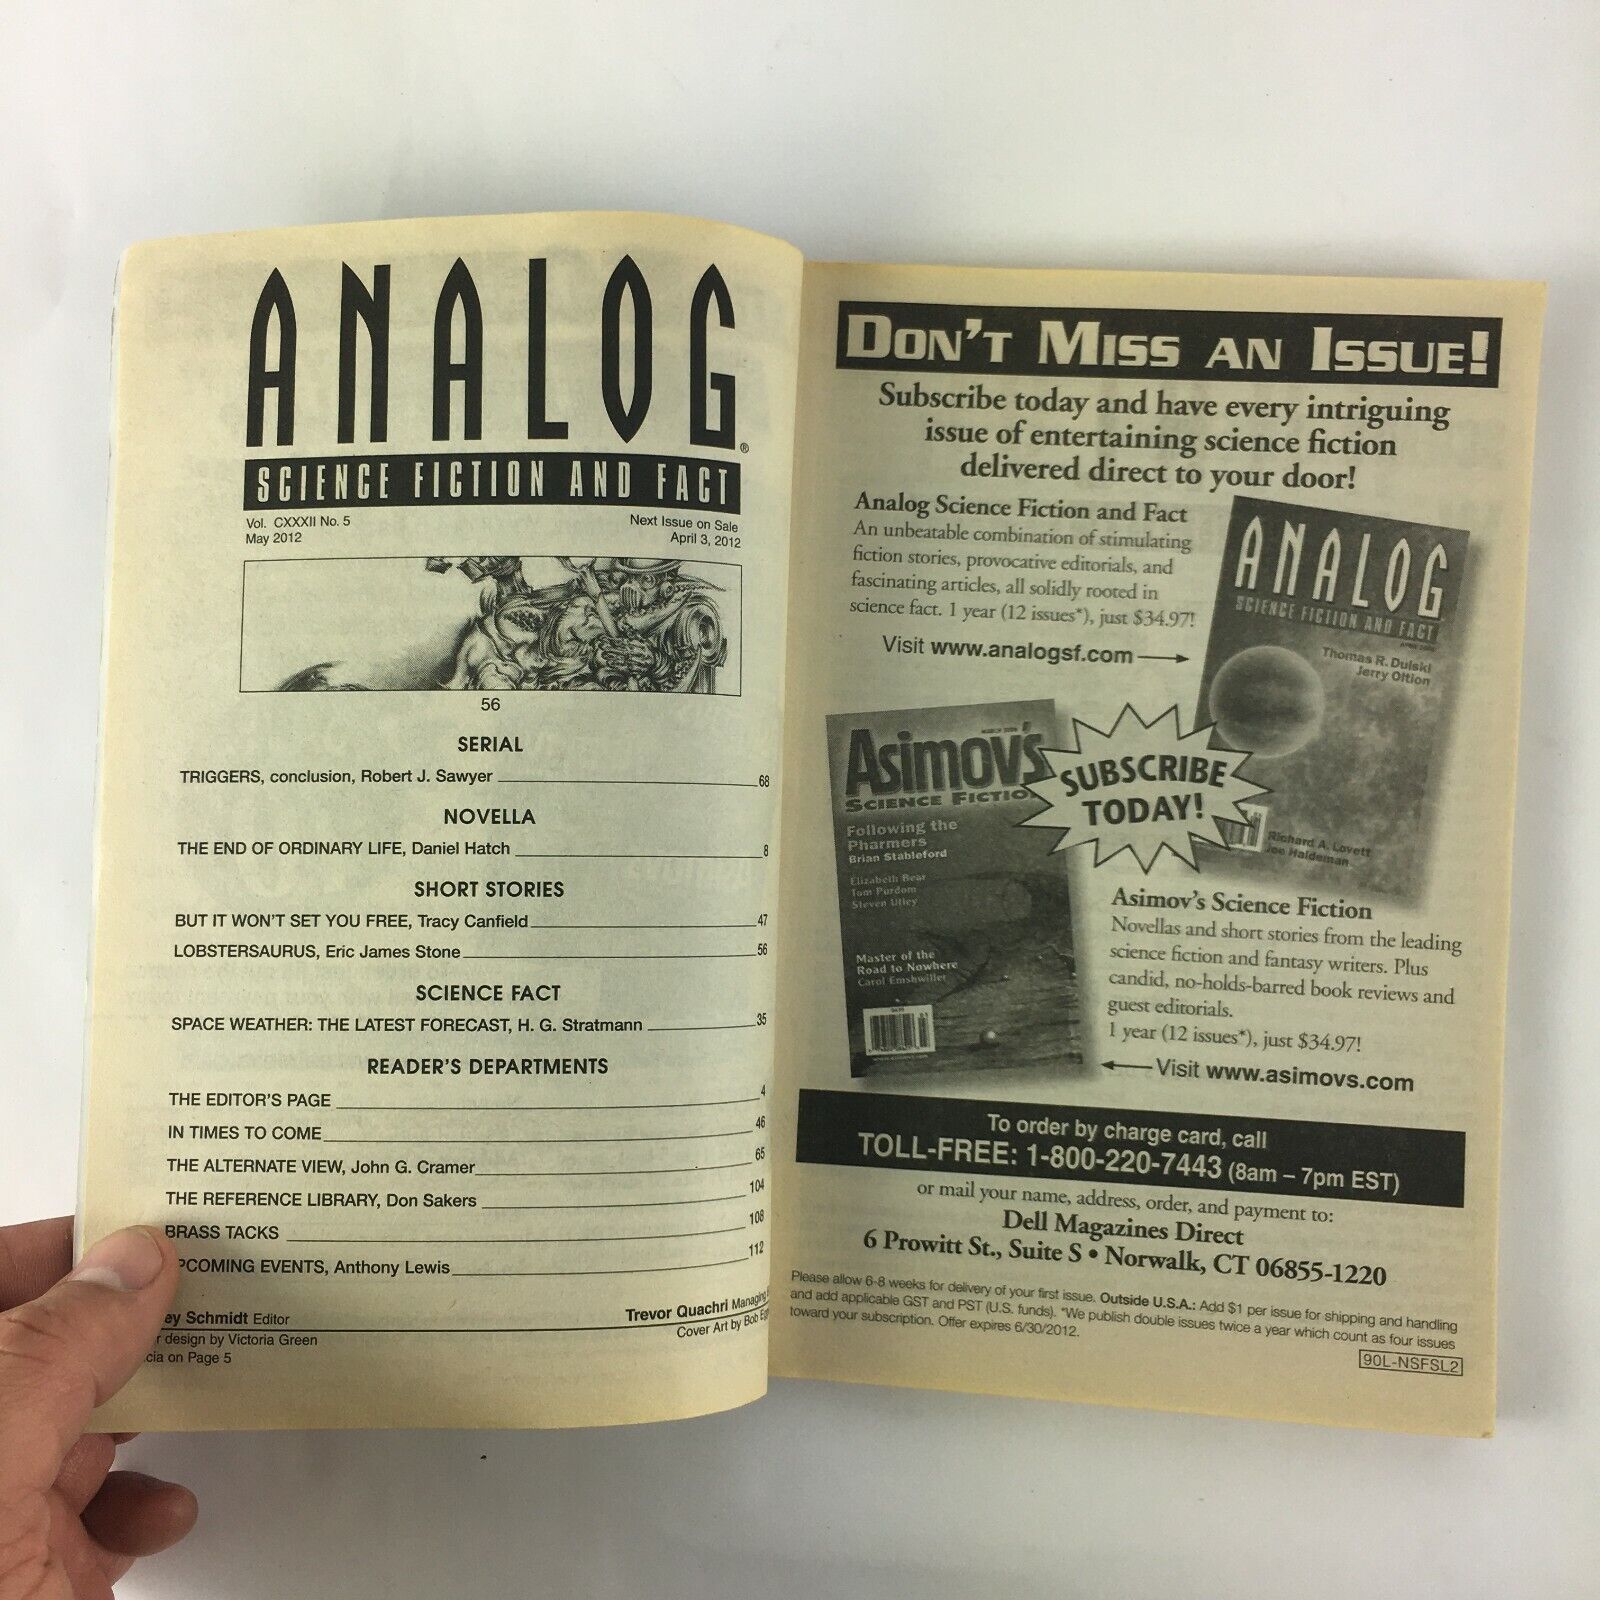 ANALOG®
SCIENCE FICTION AND FACT
Vol. CXXXII No. 5
May 2012
Next Issue on Sale
April 3, 2012
56
SERIAL
TRIGGERS, conclusion, Robert J. Sawyer 68
NOVELLA
THE END OF ORDINARY LIFE, Daniel Hatch 8
SHORT STORIES
BUT IT WON'T SET YOU FREE, Tracy Canfield 47
LOBSTERSAURUS, Eric James Stone 56
SCIENCE FACT
SPACE WEATHER: THE LATEST FORECAST, H. G. Stratmann 35
READER'S DEPARTMENTS
THE EDITOR'S PAGE 4
IN TIMES TO COME 46
THE ALTERNATE VIEW, John G. Cramer 65
THE REFERENCE LIBRARY, Don Sakers 104
BRASS TACKS 108
PCOMING EVENTS, Anthony Lewis 112
ey Schmidt Editor
r design by Victoria Green
cia on Page 5
Trevor Quachri Managing
Cover Art by Bob
DON'T MISS AN ISSUE!
Subscribe today and have every intriguing
issue of entertaining science fiction
delivered direct to your door!
Analog Science Fiction and Fact
An unbeatable combination of stimulating
fiction stories, provocative editorials, and
fascinating articles, all solidly rooted in
science fact. 1 year (12 issues*), just $34.97!
Visit www.analogsf.com
ANALOG
SCIENCE FICTION AND FACT
Thomas R. Dulski
Jerry Oltion
Richard A. Lovett
Joe Haldeman
SUBSCRIBE
TODAY!
Asimov's
SCIENCE FICTIO
Following the
Pharmers
Brian Stableford
Elizabeth Bear
Tom Purdom
Steven Utley
Master of the
Road to Nowhere
Carol Emshwiller
Asimov's Science Fiction
Novellas and short stories from the leading
science fiction and fantasy writers. Plus
candid, no-holds-barred book reviews and
guest editorials.
1 year (12 issues*), just $34.97!
Visit www.asimovs.com
To order by charge card, call
TOLL-FREE: 1-800-220-7443 (8am – 7pm EST)
or mail your name, address, order, and payment to:
Dell Magazines Direct
6 Prowitt St., Suite S • Norwalk, CT 06855-1220
Please allow 6-8 weeks for delivery of your first issue. Outside U.S.A.: Add $1 per issue for shipping and handling
and add applicable GST and PST (U.S. funds). *We publish double issues twice a year which count as four issues
toward your subscription. Offer expires 6/30/2012.
90L-NSFSL2